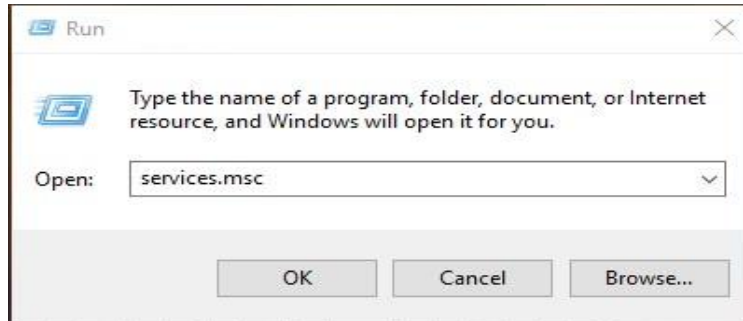 Run
Type the name of a program, folder, document, or Internet
resource, and Windows will open it for you.
Open: services.msc
OK Cancel Browse...